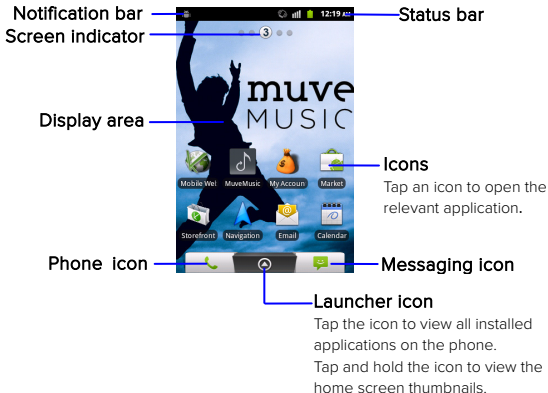 Notification bar
Status bar
12:19 AM
Screen indicator
3
muve
MUSIC
Display area
Icons
Tap an icon to open the
relevant application.
Mobile Wel
MuveMusic
My Accoun
Market
Storefront
Navigation
Email
Calendar
Phone icon
Messaging icon
Launcher icon
Tap the icon to view all installed
applications on the phone.
Tap and hold the icon to view the
home screen thumbnails.